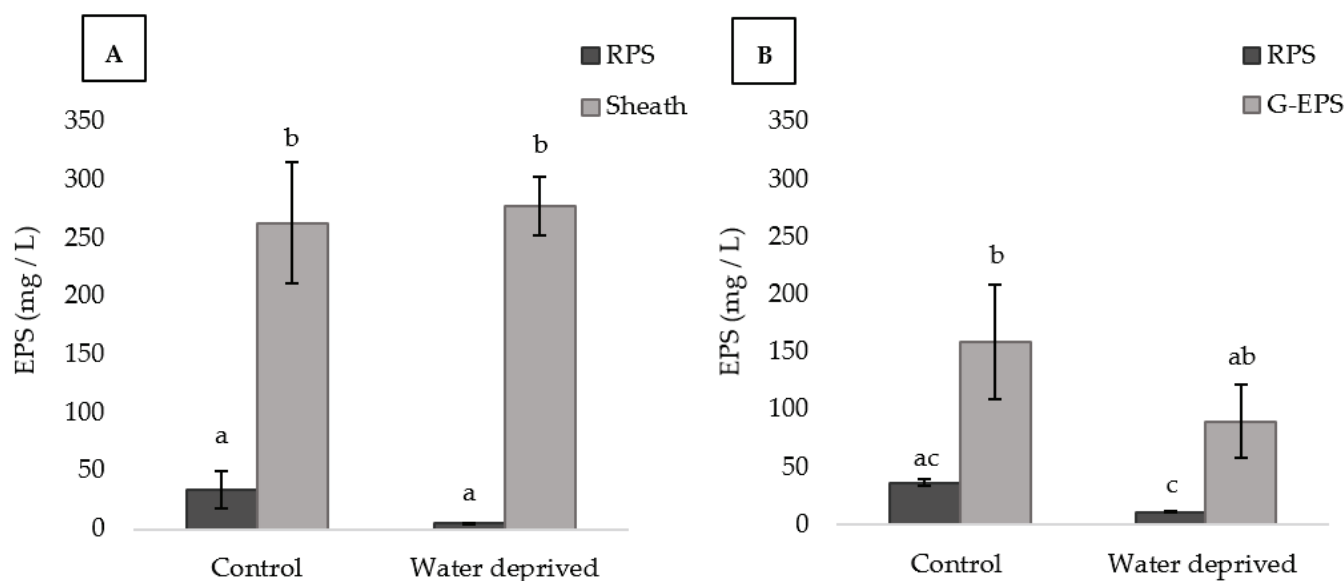 A
RPS
Sheath
350
300
250
200
150
100
50
0
EPS (mg / L)
a
b
a
b
Control
Water deprived
B
RPS
G-EPS
350
300
250
200
150
100
50
0
EPS (mg / L)
ac
b
c
ab
Control
Water deprived